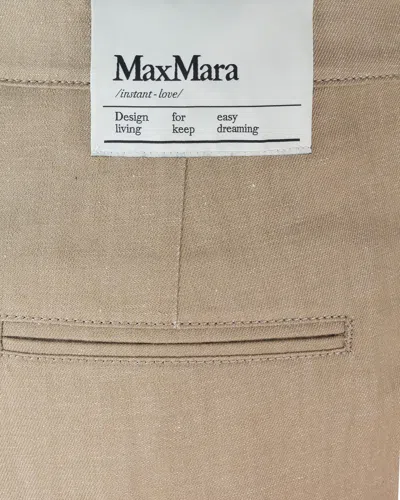 MaxMara
/instant-love/
Design for easy
living keep dreaming